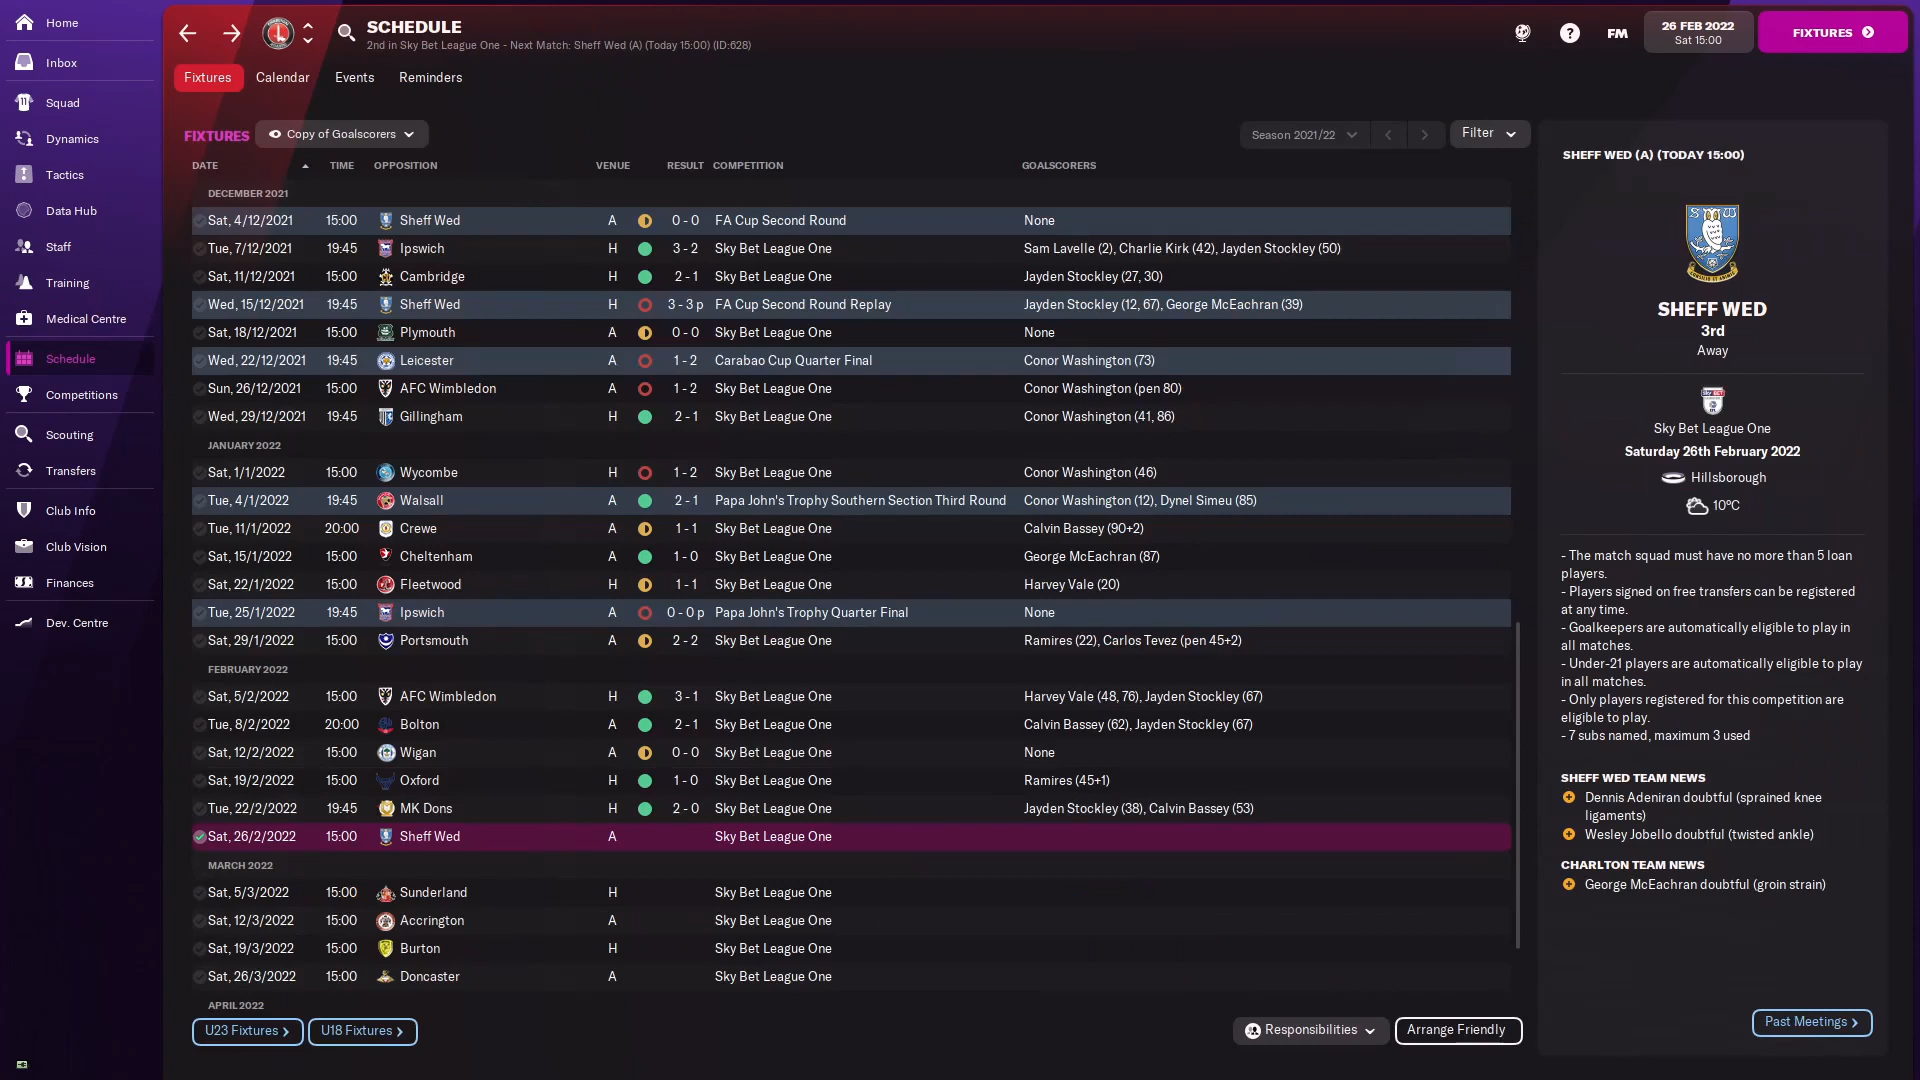 Home
Inbox
Squad
Dynamics
Tactics
Data Hub
Staff
Training
Medical Centre
Schedule
Competitions
Scouting
Transfers
Club Info
Club Vision
Finances
Dev. Centre
SCHEDULE
2nd in Sky Bet League One - Next Match: Sheff Wed (A) (Today 15:00) (ID:628)
FM
26 FEB 2022
Sat 15:00
FIXTURES
Fixtures Calendar Events Reminders
FIXTURES Copy of Goalscorers Season 2021/22 Filter
DATE TIME OPPOSITION VENUE RESULT COMPETITION GOALSCORERS
DECEMBER 2021
Sat, 4/12/2021 15:00 Sheff Wed A 0 - 0 FA Cup Second Round None
Tue, 7/12/2021 19:45 Ipswich H 3 - 2 Sky Bet League One Sam Lavelle (2), Charlie Kirk (42), Jayden Stockley (50)
Sat, 11/12/2021 15:00 Cambridge H 2 - 1 Sky Bet League One Jayden Stockley (27, 30)
Wed, 15/12/2021 19:45 Sheff Wed H 3 - 3 p FA Cup Second Round Replay Jayden Stockley (12, 67), George McEachran (39)
Sat, 18/12/2021 15:00 Plymouth A 0 - 0 Sky Bet League One None
Wed, 22/12/2021 19:45 Leicester A 1 - 2 Carabao Cup Quarter Final Conor Washington (73)
Sun, 26/12/2021 15:00 AFC Wimbledon A 1 - 2 Sky Bet League One Conor Washington (pen 80)
Wed, 29/12/2021 19:45 Gillingham H 2 - 1 Sky Bet League One Conor Washington (41, 86)
JANUARY 2022
Sat, 1/1/2022 15:00 Wycombe H 1 - 2 Sky Bet League One Conor Washington (46)
Tue, 4/1/2022 19:45 Walsall A 2 - 1 Papa John's Trophy Southern Section Third Round Conor Washington (12), Dynel Simeu (85)
Tue, 11/1/2022 20:00 Crewe A 1 - 1 Sky Bet League One Calvin Bassey (90+2)
Sat, 15/1/2022 15:00 Cheltenham A 1 - 0 Sky Bet League One George McEachran (87)
Sat, 22/1/2022 15:00 Fleetwood H 1 - 1 Sky Bet League One Harvey Vale (20)
Tue, 25/1/2022 19:45 Ipswich A 0 - 0 p Papa John's Trophy Quarter Final None
Sat, 29/1/2022 15:00 Portsmouth A 2 - 2 Sky Bet League One Ramires (22), Carlos Tevez (pen 45+2)
FEBRUARY 2022
Sat, 5/2/2022 15:00 AFC Wimbledon H 3 - 1 Sky Bet League One Harvey Vale (48, 76), Jayden Stockley (67)
Tue, 8/2/2022 20:00 Bolton A 2 - 1 Sky Bet League One Calvin Bassey (62), Jayden Stockley (67)
Sat, 12/2/2022 15:00 Wigan A 0 - 0 Sky Bet League One None
Sat, 19/2/2022 15:00 Oxford H 1 - 0 Sky Bet League One Ramires (45+1)
Tue, 22/2/2022 19:45 MK Dons H 2 - 0 Sky Bet League One Jayden Stockley (38), Calvin Bassey (53)
Sat, 26/2/2022 15:00 Sheff Wed A Sky Bet League One
MARCH 2022
Sat, 5/3/2022 15:00 Sunderland H Sky Bet League One
Sat, 12/3/2022 15:00 Accrington A Sky Bet League One
Sat, 19/3/2022 15:00 Burton H Sky Bet League One
Sat, 26/3/2022 15:00 Doncaster A Sky Bet League One
APRIL 2022
U23 Fixtures U18 Fixtures Responsibilities Arrange Friendly
SHEFF WED (A) (TODAY 15:00)
SHEFF WED
3rd
Away
Sky Bet League One
Saturday 26th February 2022
Hillsborough
10°C
- The match squad must have no more than 5 loan
players.
- Players signed on free transfers can be registered
at any time.
- Goalkeepers are automatically eligible to play in
all matches.
- Under-21 players are automatically eligible to play
in all matches.
- Only players registered for this competition are
eligible to play.
- 7 subs named, maximum 3 used
SHEFF WED TEAM NEWS
Dennis Adeniran doubtful (sprained knee
ligaments)
Wesley Jobello doubtful (twisted ankle)
CHARLTON TEAM NEWS
George McEachran doubtful (groin strain)
Past Meetings